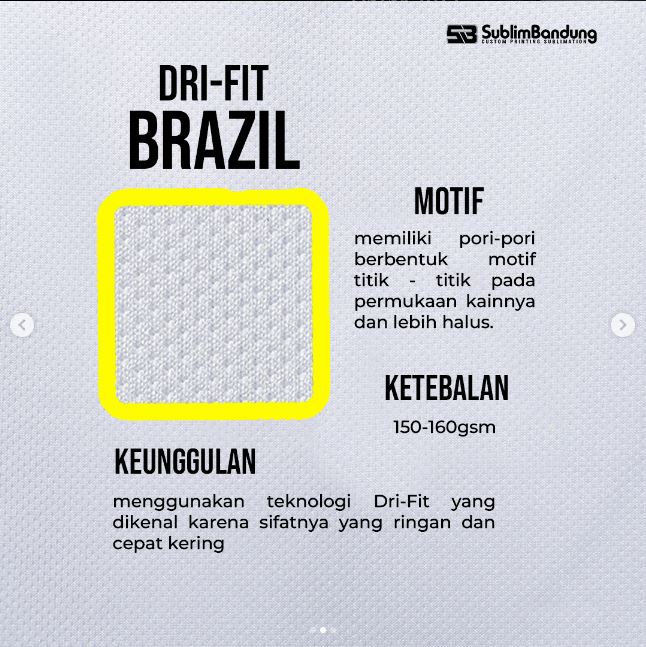 SublimBandung
CUSTOM PRINTING SUBLIMATION
DRI-FIT
BRAZIL
MOTIF
memiliki pori-pori
berbentuk motif
titik - titik pada
permukaan kainnya
dan lebih halus.
KETEBALAN
150-160gsm
KEUNGGULAN
menggunakan teknologi Dri-Fit yang
dikenal karena sifatnya yang ringan dan
cepat kering